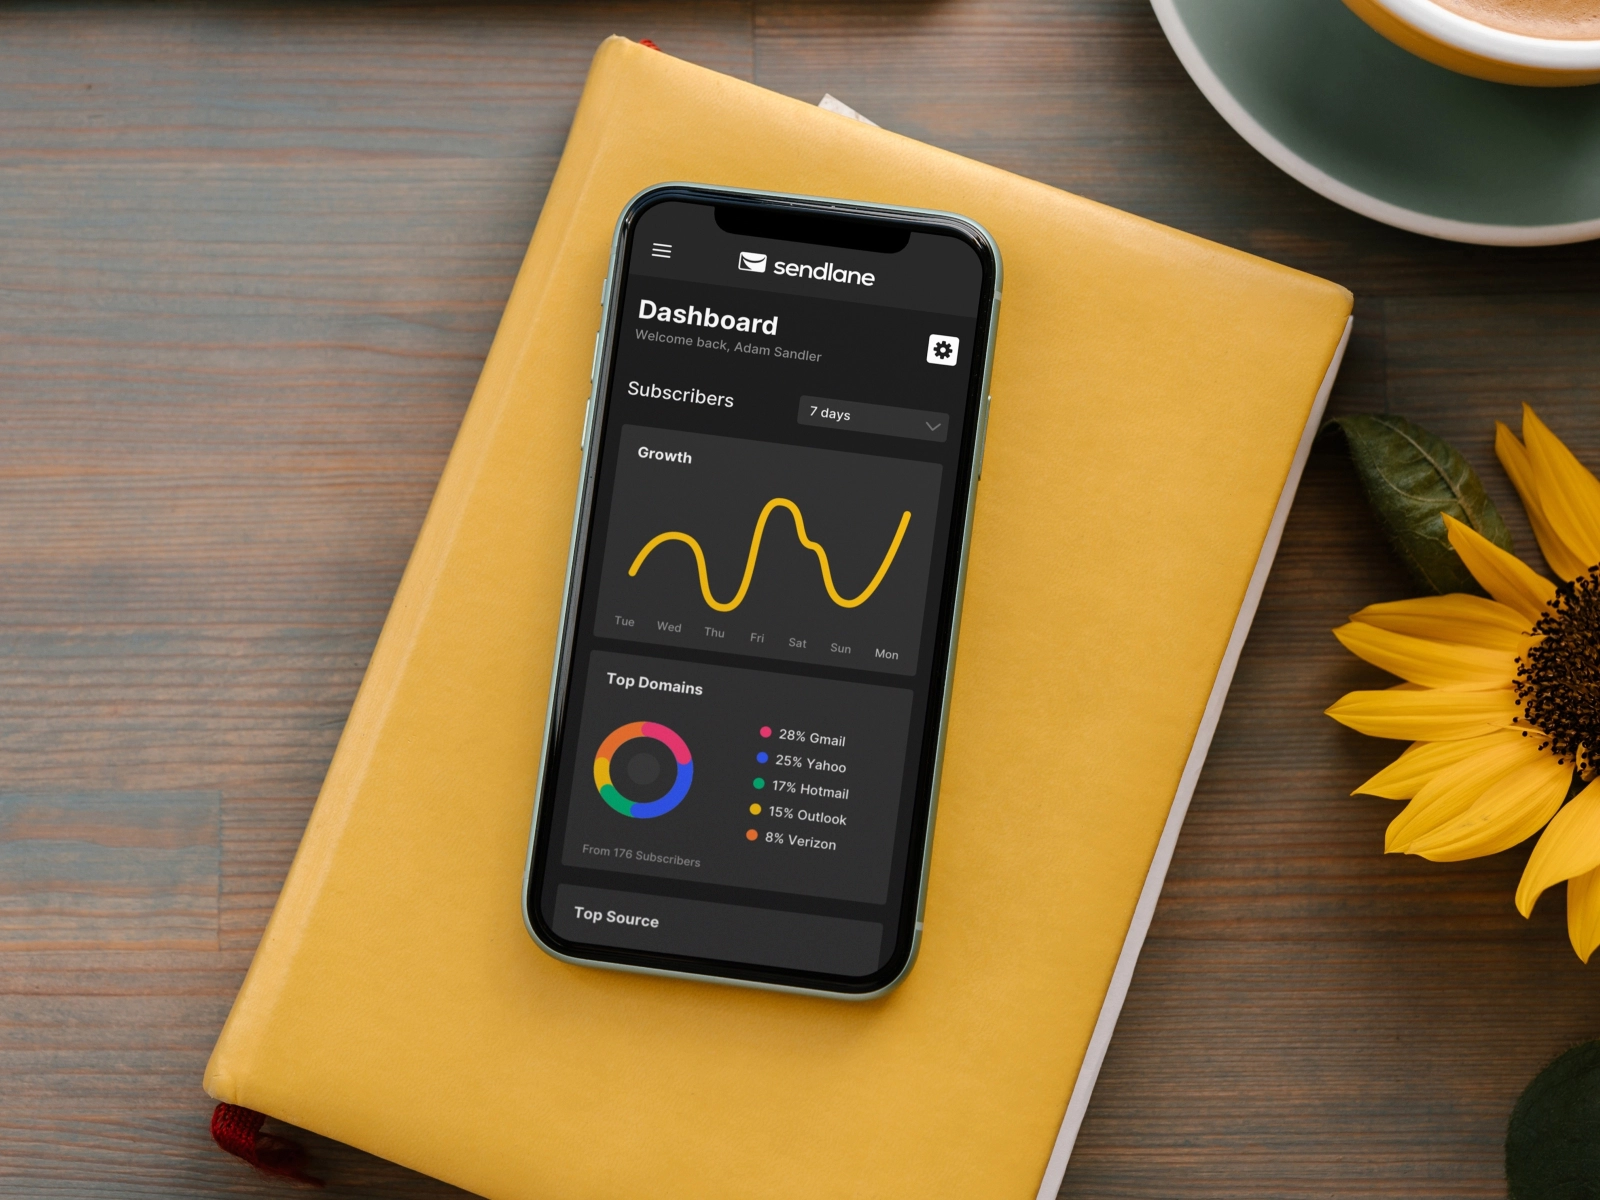 sendlane
Dashboard
Welcome back, Adam Sandler
Subscribers
7 days
Growth
Tue Wed Thu Fri Sat Sun Mon
Top Domains
28% Gmail
25% Yahoo
17% Hotmail
15% Outlook
8% Verizon
From 176 Subscribers
Top Source